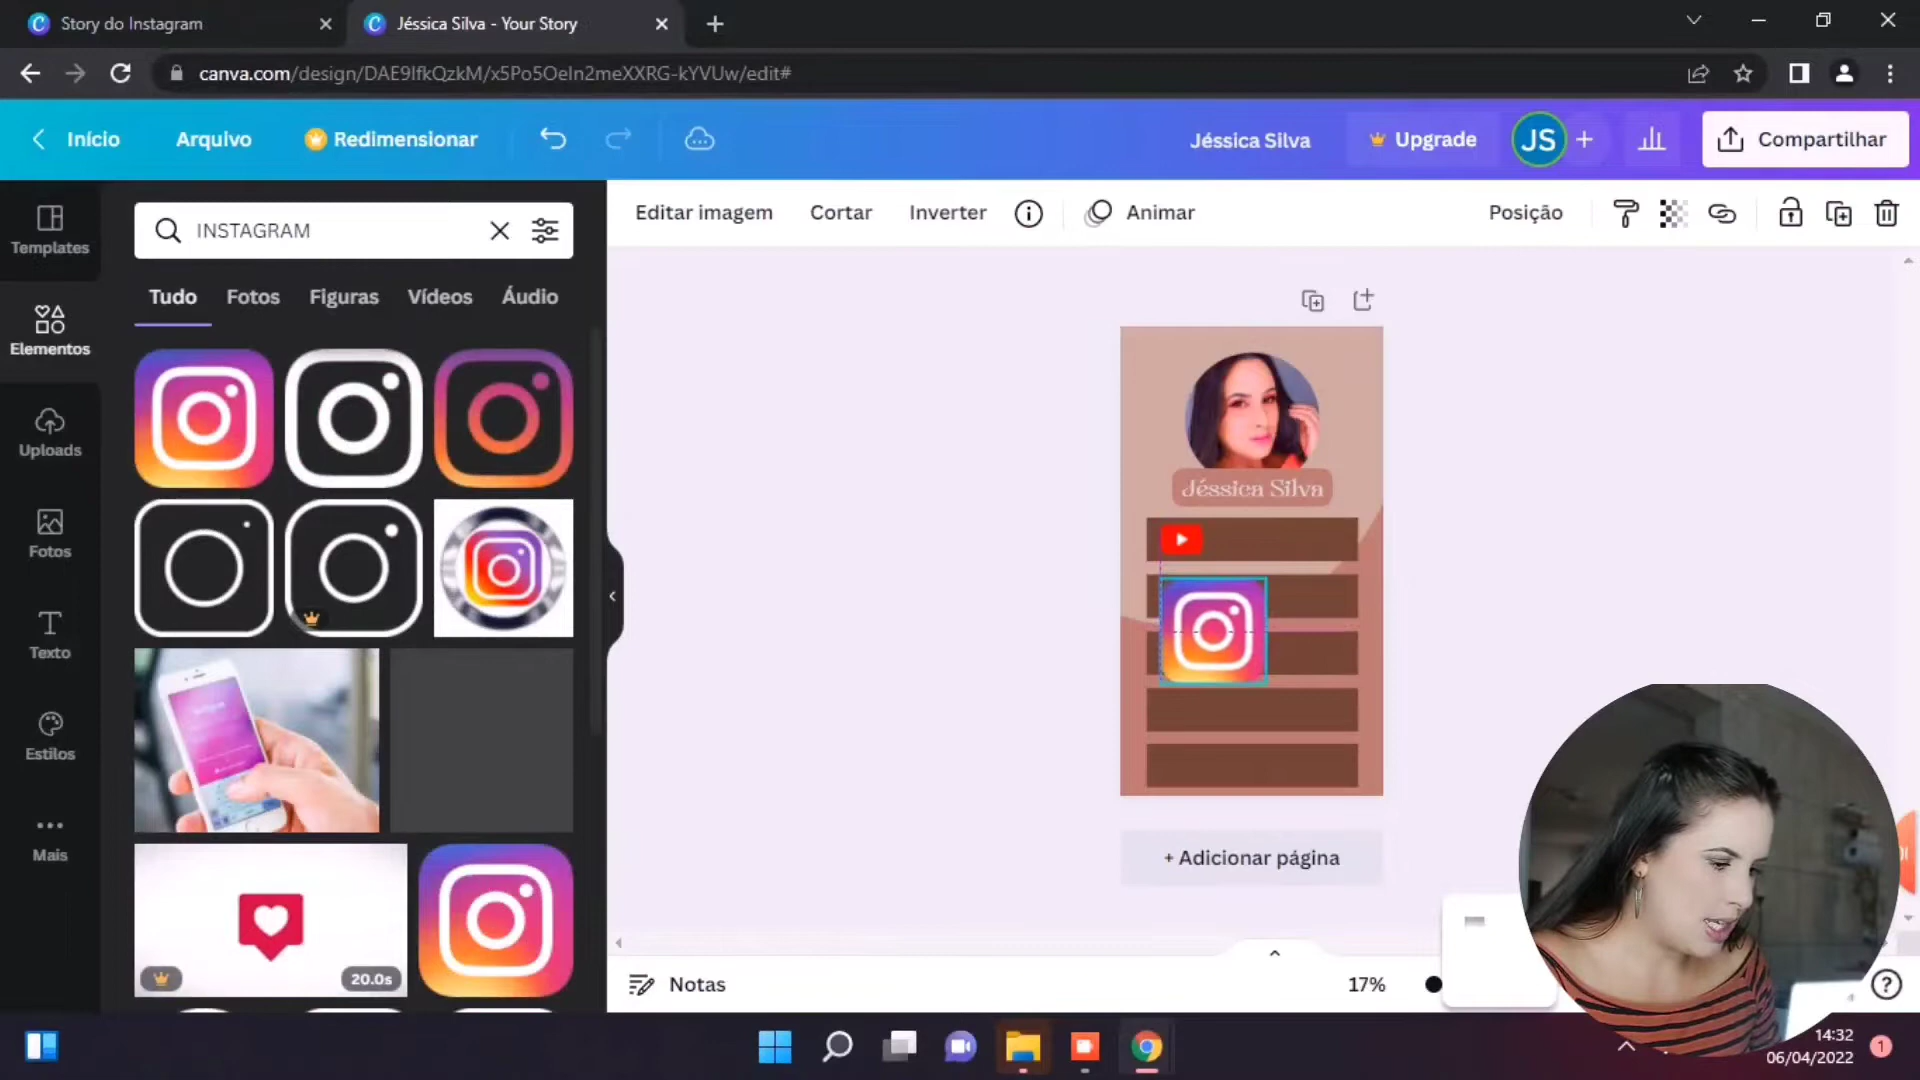 Story do Instagram
Jéssica Silva - Your Story
canva.com/design/DAE9IfkQzkM/x5Po5OeIn2meXXRG-kYVUw/edit#
Início
Arquivo
Redimensionar
Jéssica Silva
Upgrade
JS
Compartilhar
Templates
Elementos
Uploads
Fotos
Texto
Estilos
Mais
INSTAGRAM
Tudo
Fotos
Figuras
Vídeos
Áudio
20.0s
Editar imagem
Cortar
Inverter
Animar
Posição
Jéssica Silva
+ Adicionar página
Notas
17%
14:32
06/04/2022
1